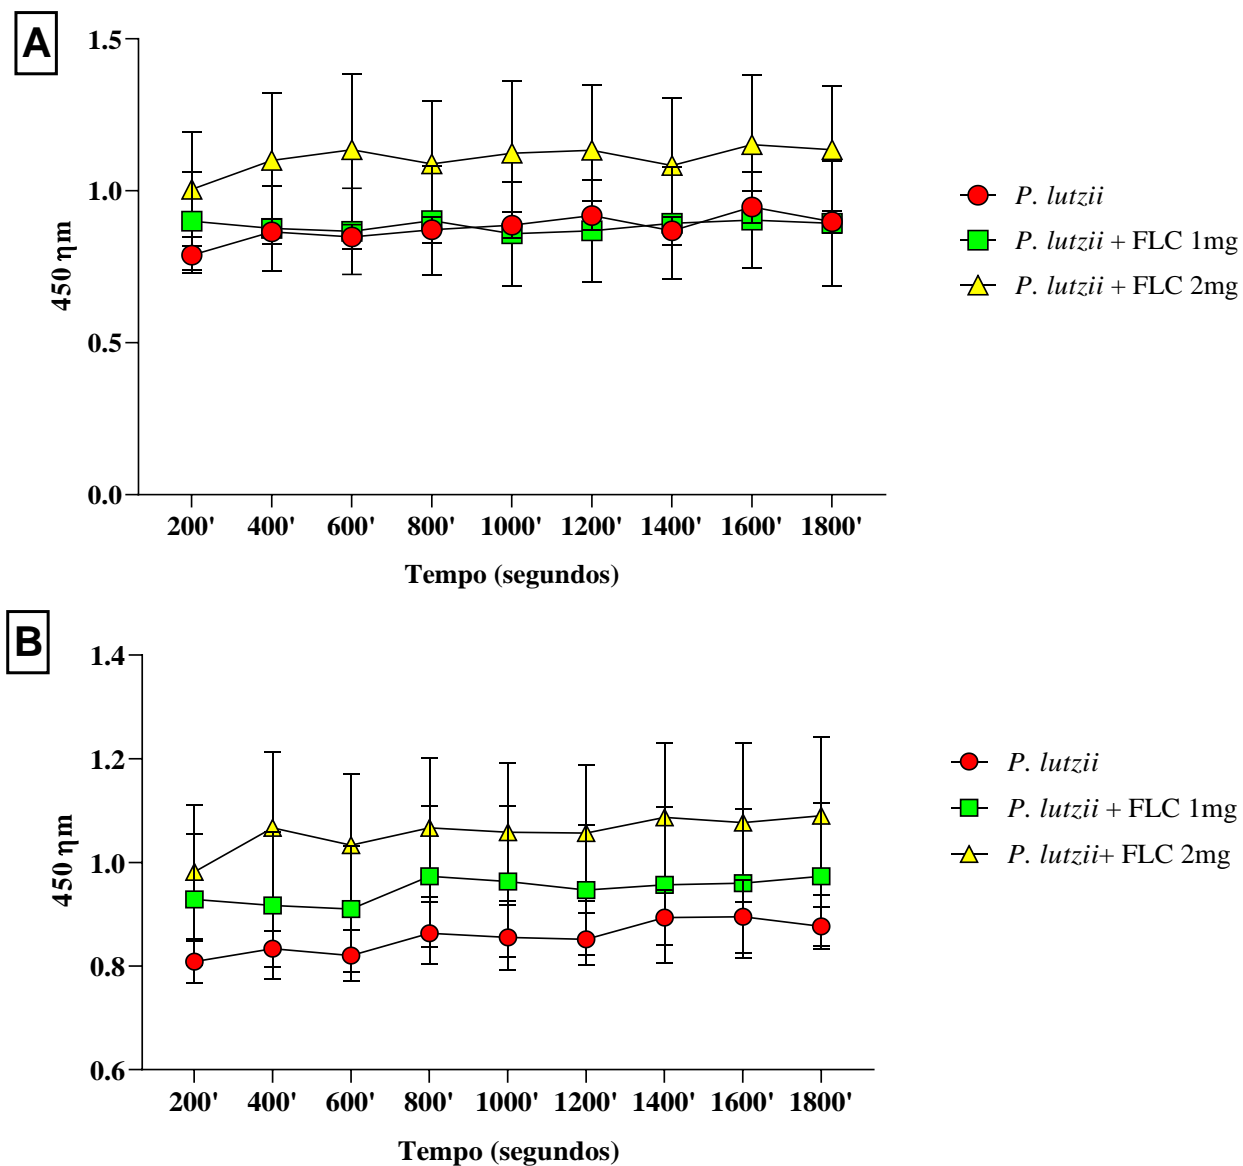 A
1.5
1.0
0.5
0.0
450 ηm
200' 400' 600' 800' 1000' 1200' 1400' 1600' 1800'
Tempo (segundos)
P. lutzii
P. lutzii + FLC 1mg
P. lutzii + FLC 2mg
B
1.4
1.2
1.0
0.8
0.6
450 ηm
200' 400' 600' 800' 1000' 1200' 1400' 1600' 1800'
Tempo (segundos)
P. lutzii
P. lutzii + FLC 1mg
P. lutzii+ FLC 2mg